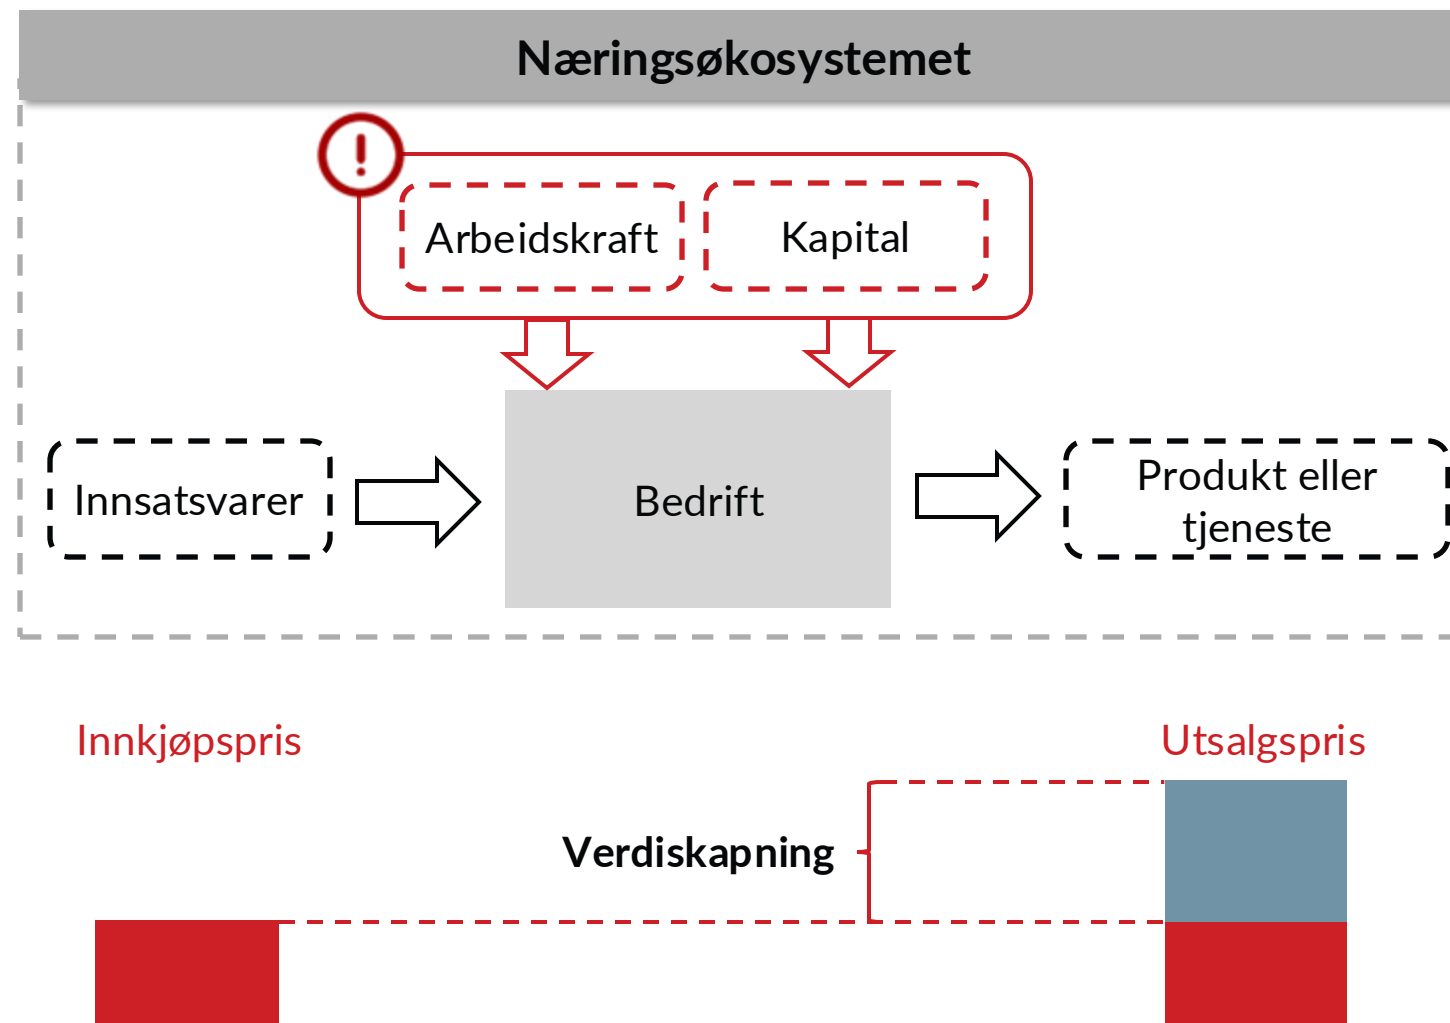 Næringsøkosystemet
!
Arbeidskraft
Kapital
Innsatsvarer
Bedrift
Produkt eller
tjeneste
Innkjøpspris
Utsalgspris
Verdiskapning